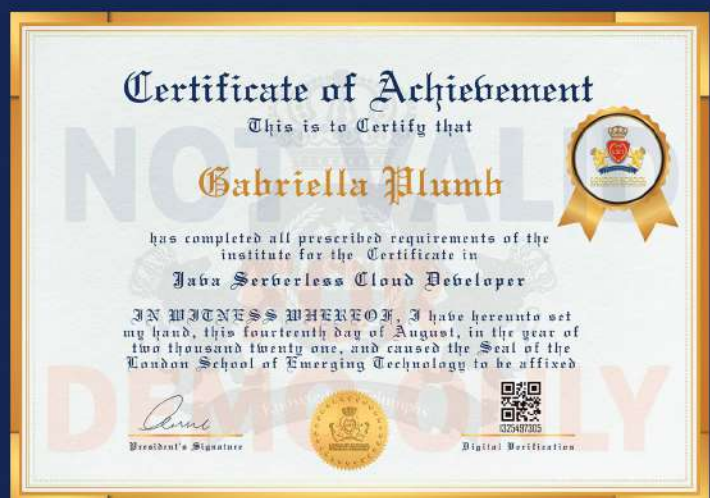 Certificate of Achievement
This is to Certify that
Gabriella Plumb
has completed all prescribed requirements of the
institute for the Certificate in
Java Serverless Cloud Developer
IN WITNESS WHEREOF, I have hereunto set
my hand, this fourteenth day of August, in the year of
two thousand twenty one, and caused the Seal of the
London School of Emerging Technology to be affixed
NOT VALID
FOR
DEMO ONLY
1325497305
President's Signature
Digital Verification